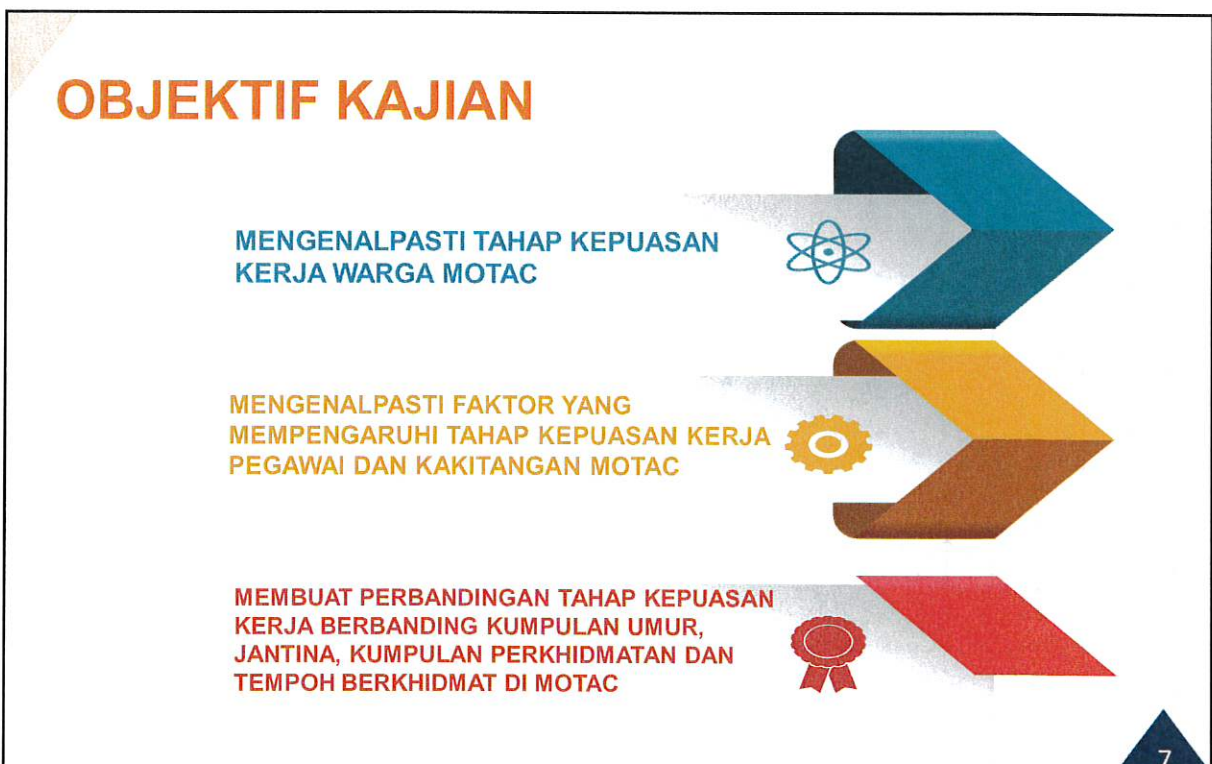 OBJEKTIF KAJIAN
MENGENALPASTI TAHAP KEPUASAN
KERJA WARGA MOTAC
MENGENALPASTI FAKTOR YANG
MEMPENGARUHI TAHAP KEPUASAN KERJA
PEGAWAI DAN KAKITANGAN MOTAC
MEMBUAT PERBANDINGAN TAHAP KEPUASAN
KERJA BERBANDING KUMPULAN UMUR,
JANTINA, KUMPULAN PERKHIDMATAN DAN
TEMPOH BERKHIDMAT DI MOTAC
7